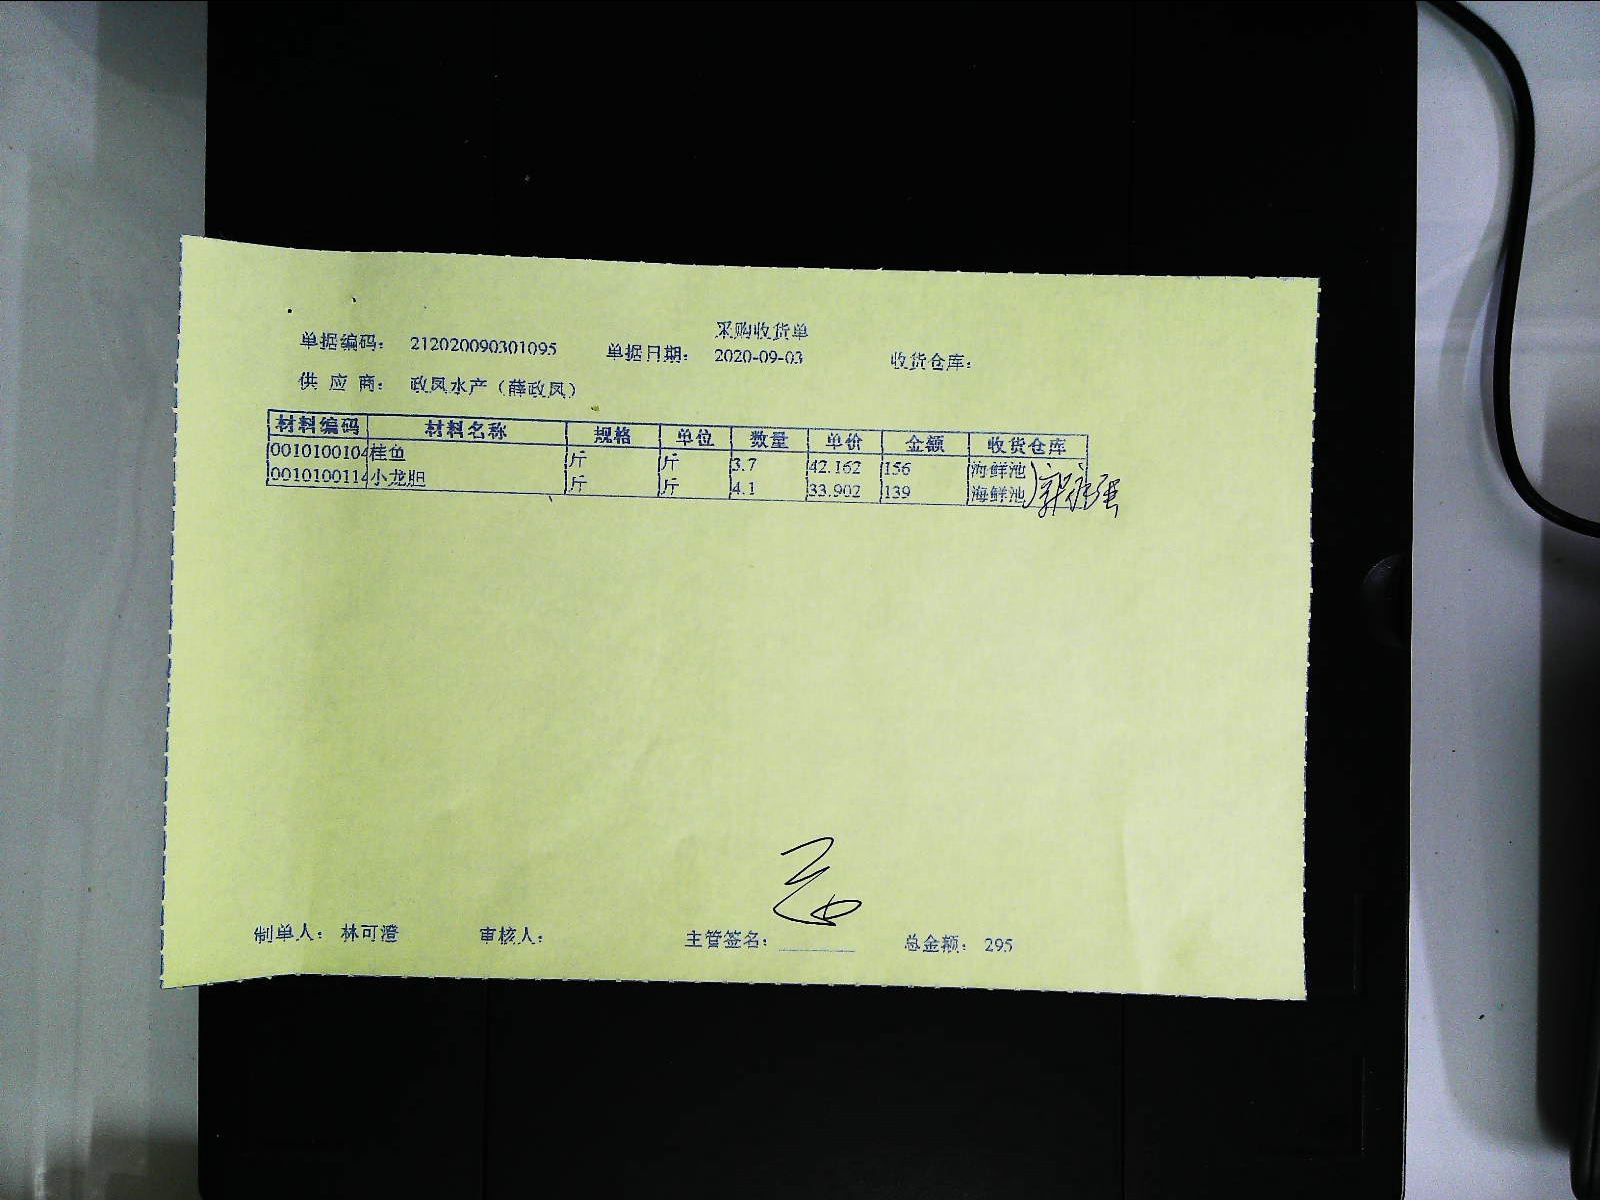 采购收货单
单据编码： 212020090301095 单据日期： 2020-09-03 收货仓库：
供 应 商： 政凤水产（薛政凤）
材料编码 材料名称 规格 单位 数量 单价 金额 收货仓库
0010100104 桂鱼 斤 斤 3.7 42.162 156 海鲜池
0010100114 小龙胆 斤 斤 4.1 33.902 139 海鲜池
制单人： 林可澄 审核人： 主管签名： 总金额： 295